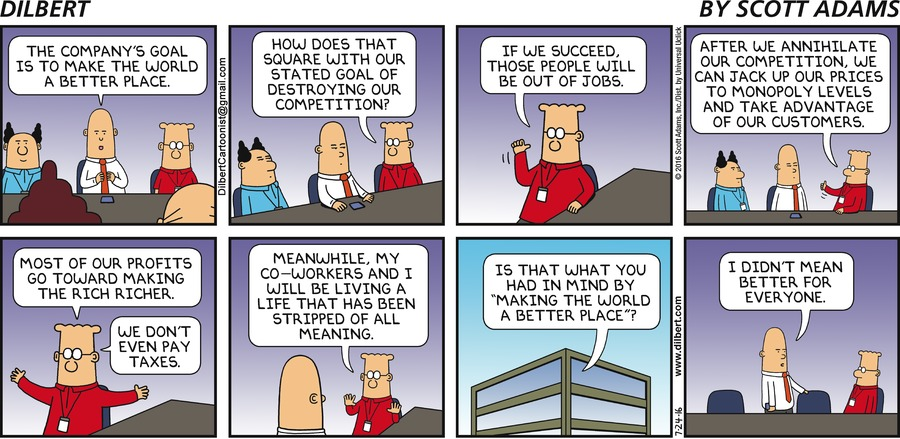 DILBERT
BY SCOTT ADAMS
THE COMPANY'S GOAL
IS TO MAKE THE WORLD
A BETTER PLACE.
DilbertCartoonist@gmail.com
HOW DOES THAT
SQUARE WITH OUR
STATED GOAL OF
DESTROYING OUR
COMPETITION?
IF WE SUCCEED,
THOSE PEOPLE WILL
BE OUT OF JOBS.
© 2016 Scott Adams, Inc./Dist. by Universal Uclick
AFTER WE ANNIHILATE
OUR COMPETITION, WE
CAN JACK UP OUR PRICES
TO MONOPOLY LEVELS
AND TAKE ADVANTAGE
OF OUR CUSTOMERS.
MOST OF OUR PROFITS
GO TOWARD MAKING
THE RICH RICHER.
WE DON'T
EVEN PAY
TAXES.
MEANWHILE, MY
CO-WORKERS AND I
WILL BE LIVING A
LIFE THAT HAS BEEN
STRIPPED OF ALL
MEANING.
IS THAT WHAT YOU
HAD IN MIND BY
"MAKING THE WORLD
A BETTER PLACE"?
7-24-16
www.dilbert.com
I DIDN'T MEAN
BETTER FOR
EVERYONE.